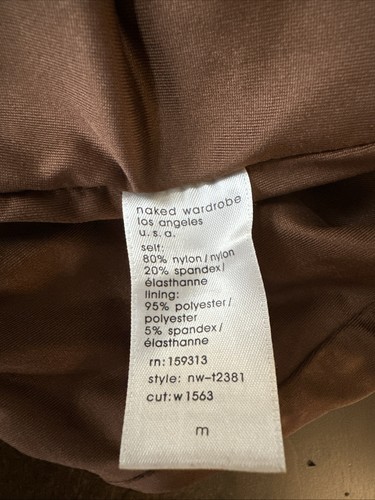 naked wardrobe
los angeles
u.s.a.
self:
80% nylon/nylon
20% spandex/
élasthanne
lining:
95% polyester/
polyester
5% spandex/
élasthanne
rn:159313
style: nw-t2381
cut:w1563
m